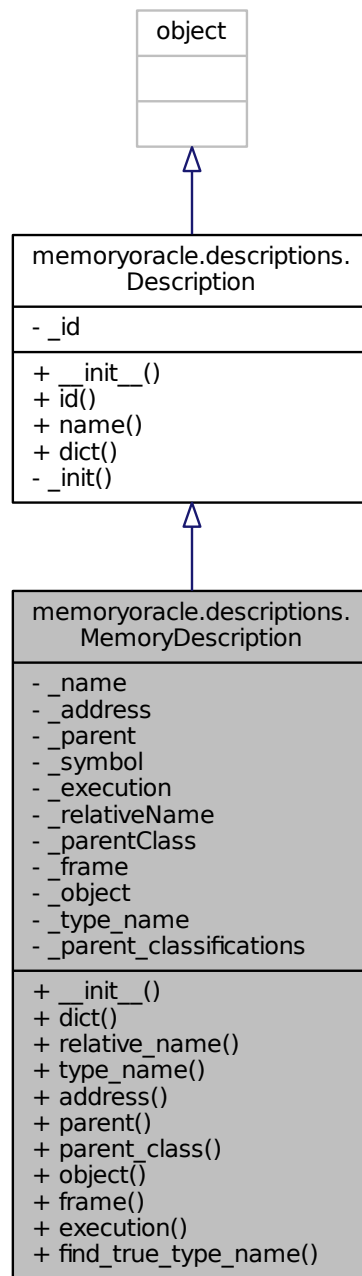 object
memoryoracle.descriptions.
Description
- _id
+ __init__()
+ id()
+ name()
+ dict()
- _init()
memoryoracle.descriptions.
MemoryDescription
- _name
- _address
- _parent
- _symbol
- _execution
- _relativeName
- _parentClass
- _frame
- _object
- _type_name
- _parent_classifications
+ __init__()
+ dict()
+ relative_name()
+ type_name()
+ address()
+ parent()
+ parent_class()
+ object()
+ frame()
+ execution()
+ find_true_type_name()